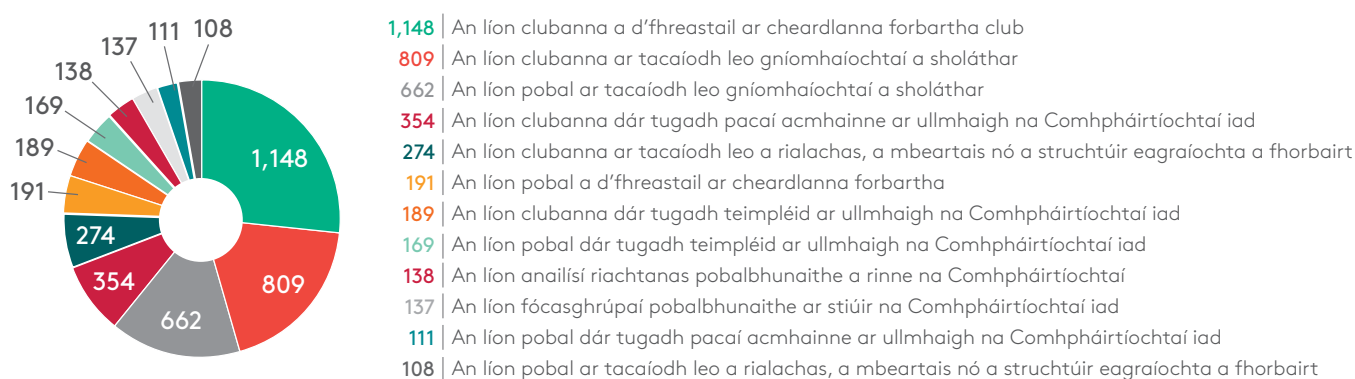 108
111
137
138
169
189
191
274
354
662
809
1,148
1,148 An líon clubanna a d'fhreastail ar cheardlanna forbartha club
809 An líon clubanna ar tacaíodh leo gníomhaíochtaí a sholáthar
662 An líon pobal ar tacaíodh leo gníomhaíochtaí a sholáthar
354 An líon clubanna dár tugadh pacaí acmhainne ar ullmhaigh na Comhpháirtíochtaí iad
274 An líon clubanna ar tacaíodh leo a rialachas, a mbeartais nó a struchtúir eagraíochta a fhorbairt
191 An líon pobal a d'fhreastail ar cheardlanna forbartha
189 An líon clubanna dár tugadh teimpléid ar ullmhaigh na Comhpháirtíochtaí iad
169 An líon pobal dár tugadh teimpléid ar ullmhaigh na Comhpháirtíochtaí iad
138 An líon anailísí riachtanas pobalbhunaithe a rinne na Comhpháirtíochtaí
137 An líon fócasghrúpaí pobalbhunaithe ar stiúir na Comhpháirtíochtaí iad
111 An líon pobal dár tugadh pacaí acmhainne ar ullmhaigh na Comhpháirtíochtaí iad
108 An líon pobal ar tacaíodh leo a rialachas, a mbeartais nó a struchtúir eagraíochta a fhorbairt